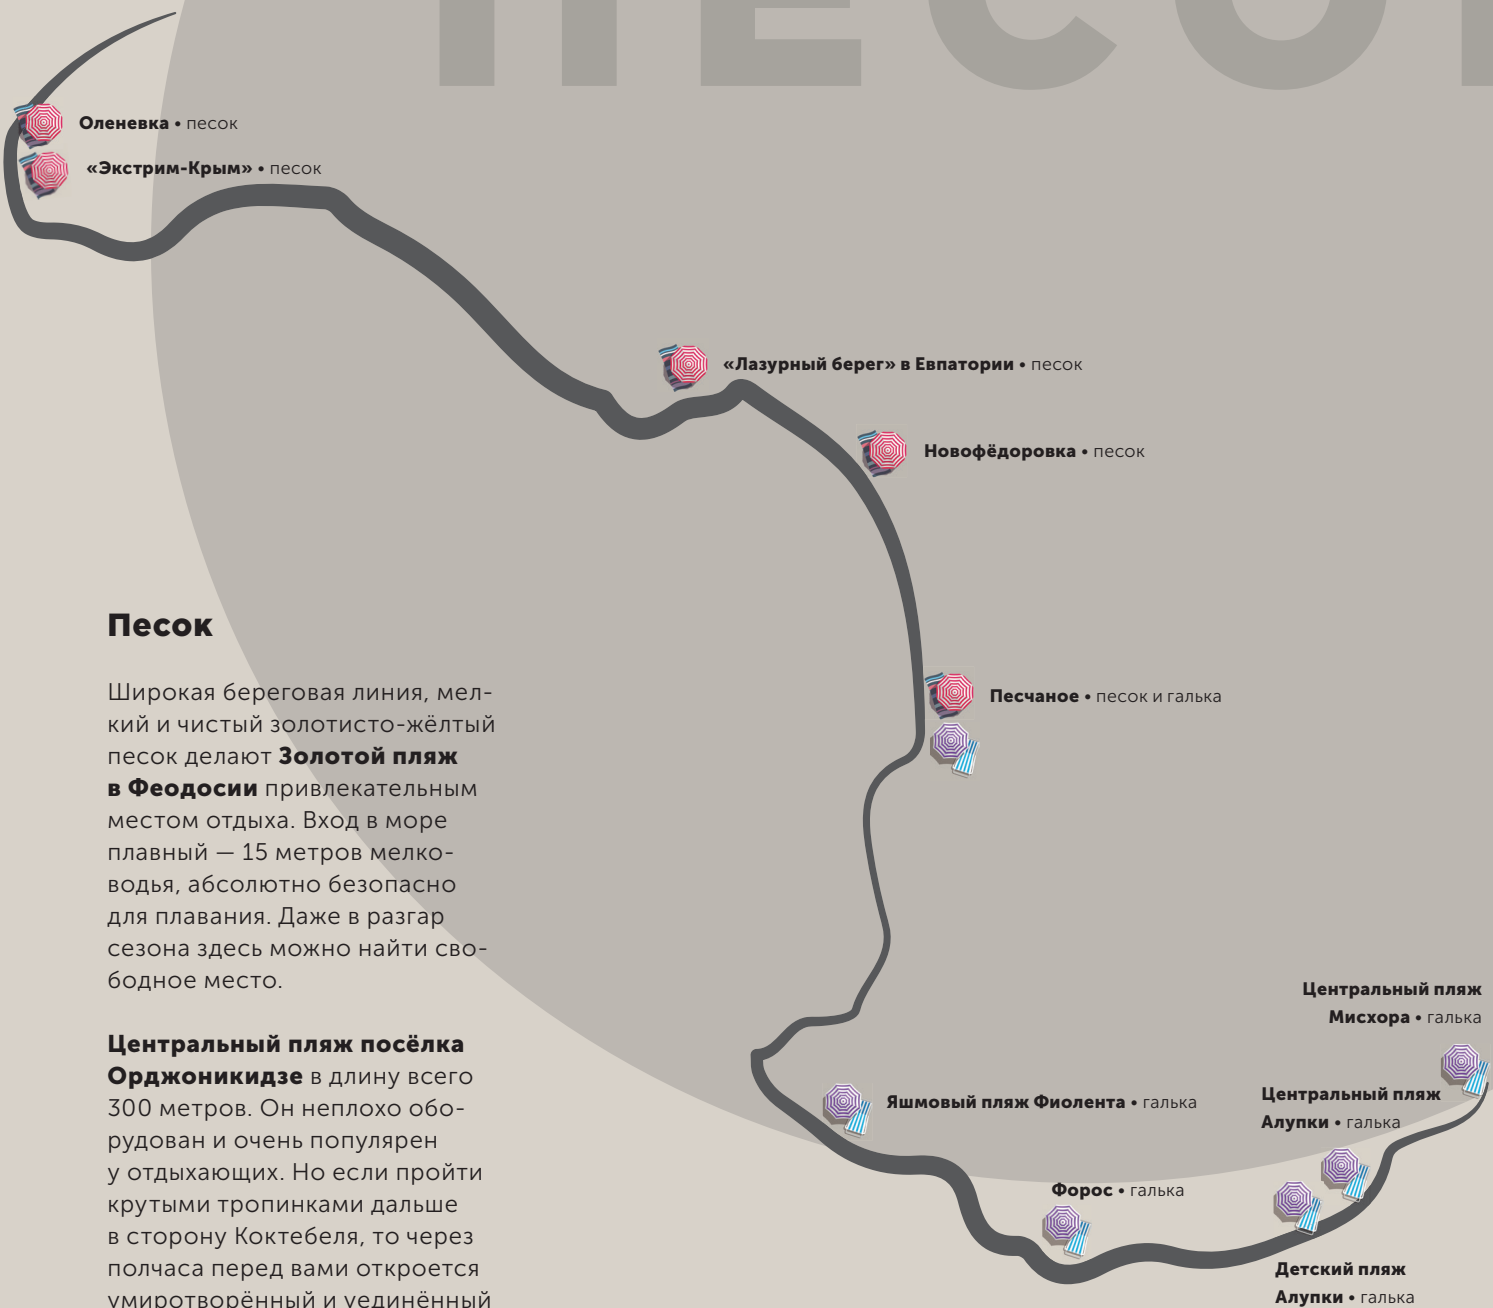 ПЕСО
Оленевка • песок
«Экстрим-Крым» • песок
«Лазурный берег» в Евпатории • песок
Новофёдоровка • песок
Песчаное • песок и галька
Центральный пляж
Мисхора • галька
Центральный пляж
Алупки • галька
Яшмовый пляж Фиолента • галька
Форос • галька
Детский пляж
Алупки • галька
Песок
Широкая береговая линия, мел-
кий и чистый золотисто-жёлтый
песок делают Золотой пляж
в Феодосии привлекательным
местом отдыха. Вход в море
плавный — 15 метров мелко-
водья, абсолютно безопасно
для плавания. Даже в разгар
сезона здесь можно найти сво-
бодное место.
Центральный пляж посёлка
Орджоникидзе в длину всего
300 метров. Он неплохо обо-
рудован и очень популярен
у отдыхающих. Но если пройти
крутыми тропинками дальше
в сторону Коктебеля, то через
полчаса перед вами откроется
умиротворённый и уединённый